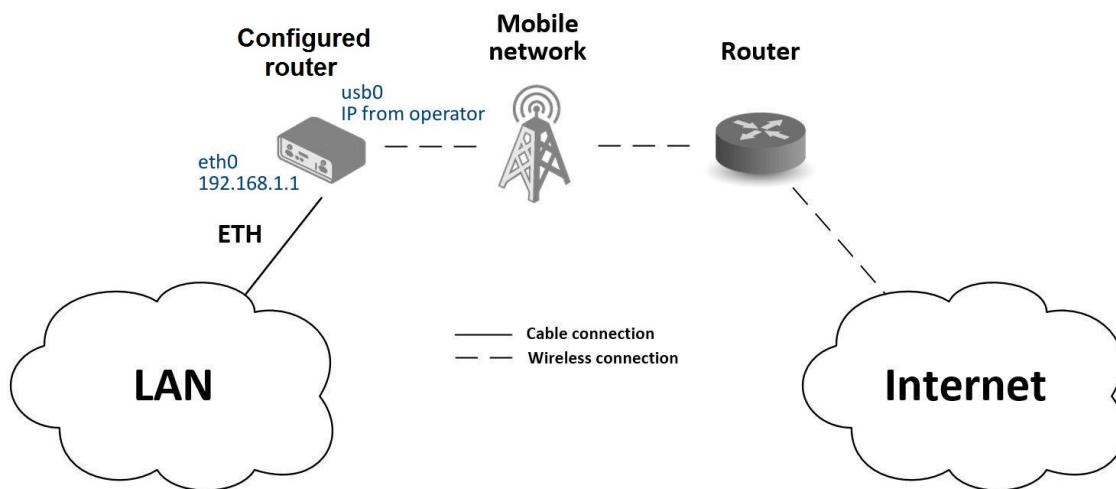 Configured
router
Mobile
network
Router
usb0
IP from operator
eth0
192.168.1.1
ETH
Cable connection
Wireless connection
LAN
Internet